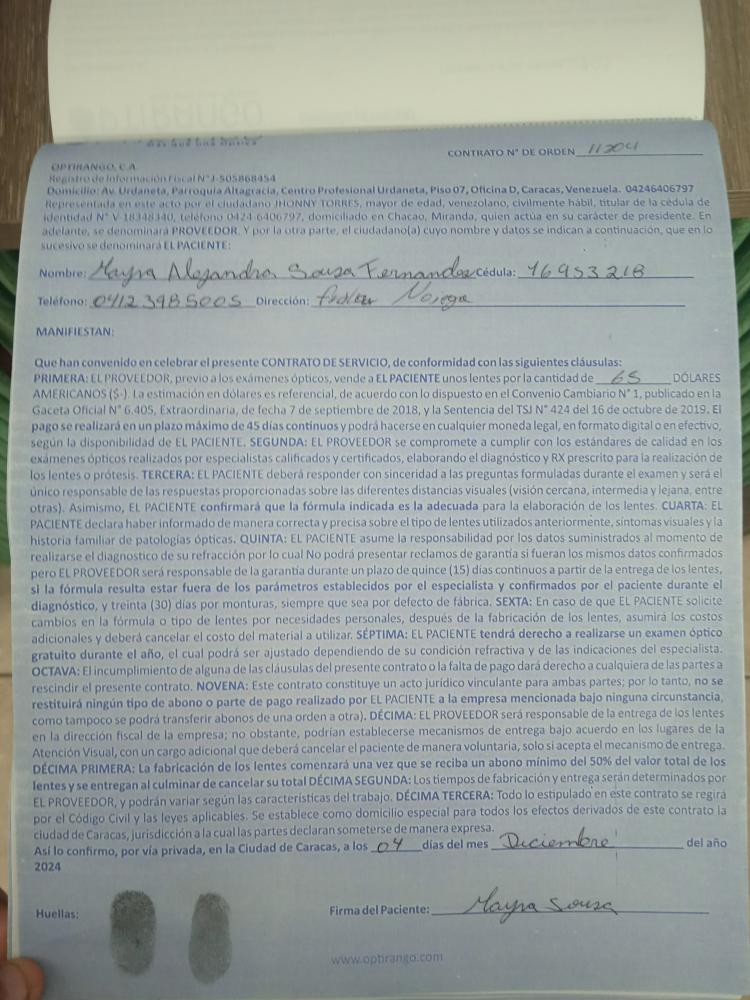 CONTRATO N° DE ORDEN 11204
OPTIRANGO, C.A.
Registro de Información Fiscal N° J-505868454
Domicilio: Av. Urdaneta, Parroquia Altagracia, Centro Profesional Urdaneta, Piso 07, Oficina D, Caracas, Venezuela. 04246406797
Representada en este acto por el ciudadano JHONNY TORRES, mayor de edad, venezolano, civilmente hábil, titular de la cédula de
identidad N° V-18348340, teléfono 0424-6406797, domiciliado en Chacao, Miranda, quien actúa en su carácter de presidente. En
adelante, se denominará PROVEEDOR. Y por la otra parte, el ciudadano(a) cuyo nombre y datos se indican a continuación, que en lo
sucesivo se denominará EL PACIENTE:
Nombre: Mayra Alejandra Souza Fernandes Cédula: 16953218
Teléfono: 0412 3985005 Dirección:
MANIFIESTAN:
Que han convenido en celebrar el presente CONTRATO DE SERVICIO, de conformidad con las siguientes cláusulas:
PRIMERA: EL PROVEEDOR, previo a los exámenes ópticos, vende a EL PACIENTE unos lentes por la cantidad de 65 DÓLARES
AMERICANOS ($-). La estimación en dólares es referencial, de acuerdo con lo dispuesto en el Convenio Cambiario N° 1, publicado en la
Gaceta Oficial N° 6.405, Extraordinaria, de fecha 7 de septiembre de 2018, y la Sentencia del TSJ N° 424 del 16 de octubre de 2019. El
pago se realizará en un plazo máximo de 45 días continuos y podrá hacerse en cualquier moneda legal, en formato digital o en efectivo,
según la disponibilidad de EL PACIENTE. SEGUNDA: EL PROVEEDOR se compromete a cumplir con los estándares de calidad en los
exámenes ópticos realizados por especialistas calificados y certificados, elaborando el diagnóstico y RX prescrito para la realización de
los lentes o prótesis. TERCERA: EL PACIENTE deberá responder con sinceridad a las preguntas formuladas durante el examen y será el
único responsable de las respuestas proporcionadas sobre las diferentes distancias visuales (visión cercana, intermedia y lejana, entre
otras). Asimismo, EL PACIENTE confirmará que la fórmula indicada es la adecuada para la elaboración de los lentes. CUARTA: EL
PACIENTE declara haber informado de manera correcta y precisa sobre el tipo de lentes utilizados anteriormente, síntomas visuales y la
historia familiar de patologías ópticas. QUINTA: EL PACIENTE asume la responsabilidad por los datos suministrados al momento de
realizarse el diagnostico de su refracción por lo cual No podrá presentar reclamos de garantía si fueran los mismos datos confirmados
pero EL PROVEEDOR será responsable de la garantía durante un plazo de quince (15) días continuos a partir de la entrega de los lentes,
si la fórmula resulta estar fuera de los parámetros establecidos por el especialista y confirmados por el paciente durante el
diagnóstico, y treinta (30) días por monturas, siempre que sea por defecto de fábrica. SEXTA: En caso de que EL PACIENTE solicite
cambios en la fórmula o tipo de lentes por necesidades personales, después de la fabricación de los lentes, asumirá los costos
adicionales y deberá cancelar el costo del material a utilizar. SÉPTIMA: EL PACIENTE tendrá derecho a realizarse un examen óptico
gratuito durante el año, el cual podrá ser ajustado dependiendo de su condición refractiva y de las indicaciones del especialista.
OCTAVA: El incumplimiento de alguna de las cláusulas del presente contrato o la falta de pago dará derecho a cualquiera de las partes a
rescindir el presente contrato. NOVENA: Este contrato constituye un acto jurídico vinculante para ambas partes; por lo tanto, no se
restituirá ningún tipo de abono o parte de pago realizado por EL PACIENTE a la empresa mencionada bajo ninguna circunstancia,
como tampoco se podrá transferir abonos de una orden a otra). DÉCIMA: EL PROVEEDOR será responsable de la entrega de los lentes
en la dirección fiscal de la empresa; no obstante, podrían establecerse mecanismos de entrega bajo acuerdo en los lugares de la
Atención Visual, con un cargo adicional que deberá cancelar el paciente de manera voluntaria, solo si acepta el mecanismo de entrega.
DÉCIMA PRIMERA: La fabricación de los lentes comenzará una vez que se reciba un abono mínimo del 50% del valor total de los
lentes y se entregan al culminar de cancelar su total DÉCIMA SEGUNDA: Los tiempos de fabricación y entrega serán determinados por
EL PROVEEDOR, y podrán variar según las características del trabajo. DÉCIMA TERCERA: Todo lo estipulado en este contrato se regirá
por el Código Civil y las leyes aplicables. Se establece como domicilio especial para todos los efectos derivados de este contrato la
ciudad de Caracas, jurisdicción a la cual las partes declaran someterse de manera expresa.
Así lo confirmo, por vía privada, en la Ciudad de Caracas, a los 04 días del mes Diciembre del año
2024
Huellas: Firma del Paciente: Mayra Souza
www.optirango.com